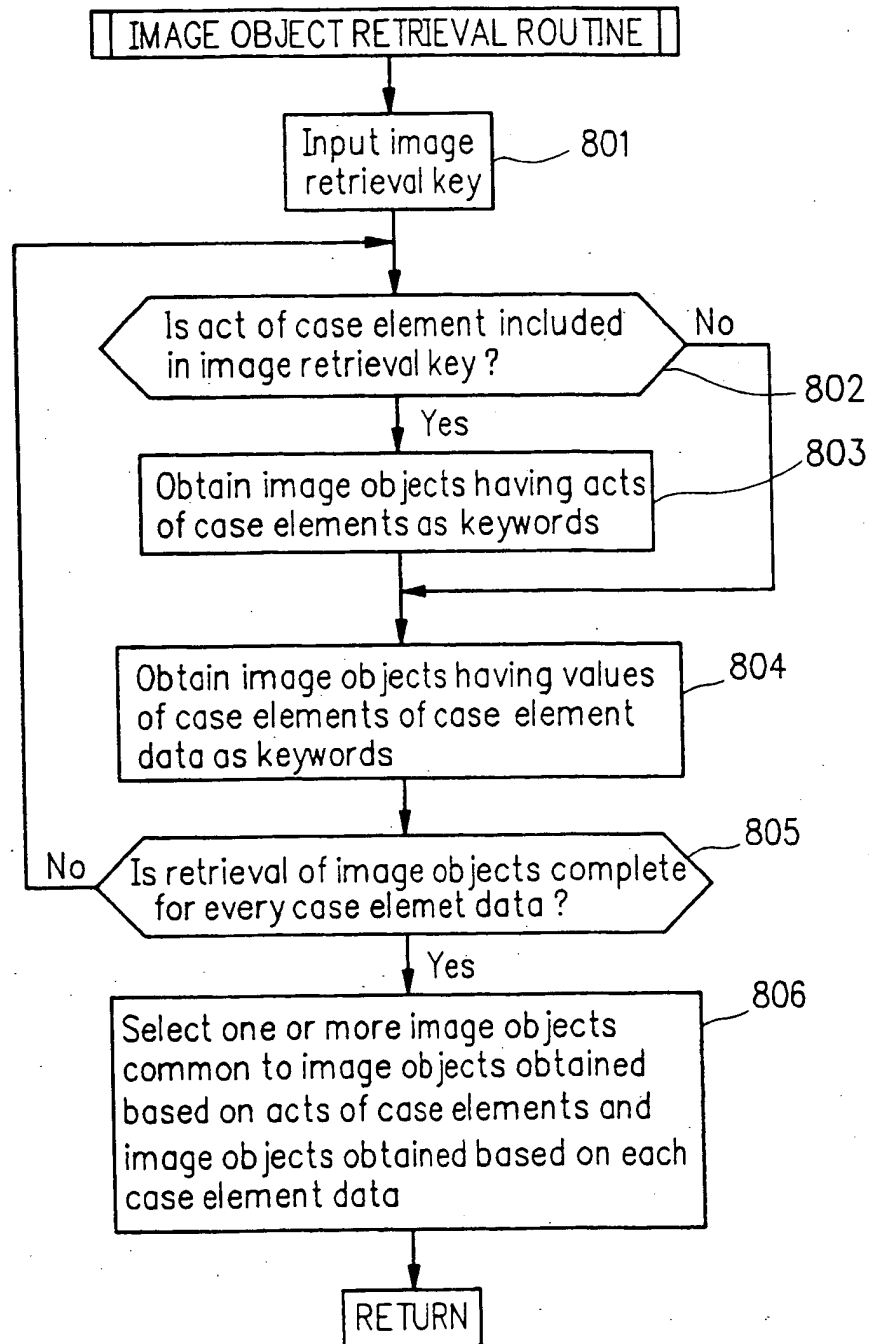 IMAGE OBJECT RETRIEVAL ROUTINE
Input image
retrieval key
801
Is act of case element included
in image retrieval key ?
No
802
Yes
803
Obtain image objects having acts
of case elements as keywords
804
Obtain image objects having values
of case elements of case element
data as keywords
805
No
Is retrieval of image objects complete
for every case elemet data ?
Yes
806
Select one or more image objects
common to image objects obtained
based on acts of case elements and
image objects obtained based on each
case element data
RETURN